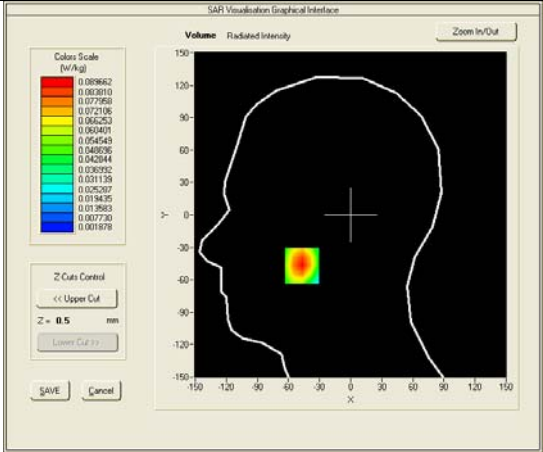 SAR Visualisation Graphical Interface
Volume Radiated Intensity
Zoom In/Out
Colors Scale
(W/kg)
0.089662
0.083810
0.077958
0.072106
0.066253
0.060401
0.054549
0.048696
0.042844
0.036992
0.031139
0.025287
0.019435
0.013583
0.007730
0.001878
Z Cuts Control
<< Upper Cut
Z = 0.5 mm
Lower Cut >>
SAVE Cancel
150
120
90
60
30
0
-30
-60
-90
-120
-150
Y
-150 -120 -90 -60 -30 0 30 60 90 120 150
X